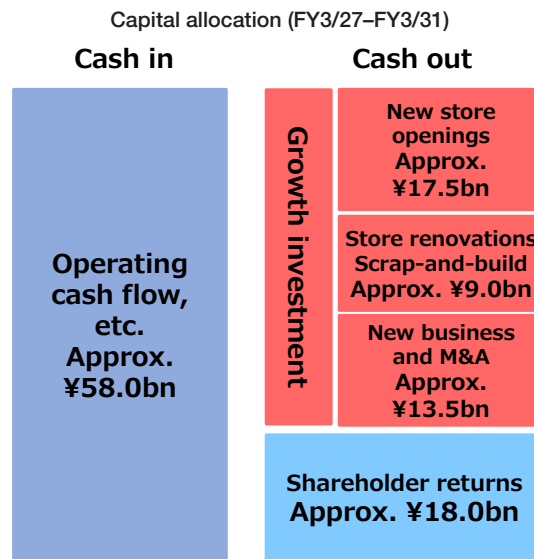 Capital allocation (FY3/27–FY3/31)
Cash in
Cash out
Operating
cash flow,
etc.
Approx.
¥58.0bn
Growth investment
New store
openings
Approx.
¥17.5bn
Store renovations
Scrap-and-build
Approx. ¥9.0bn
New business
and M&A
Approx.
¥13.5bn
Shareholder returns
Approx. ¥18.0bn